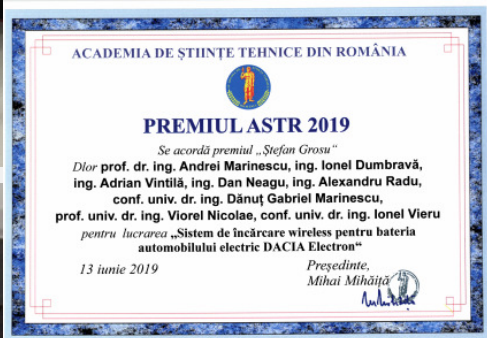 ACADEMIA DE ȘTIINȚE TEHNICE DIN ROMÂNIA
PREMIUL ASTR 2019
Se acordă premiul „Ștefan Grosu“
Dlor prof. dr. ing. Andrei Marinescu, ing. Ionel Dumbravă,
ing. Adrian Vintilă, ing. Dan Neagu, ing. Alexandru Radu,
conf. univ. dr. ing. Dănuț Gabriel Marinescu,
prof. univ. dr. ing. Viorel Nicolae, conf. univ. dr. ing. Ionel Vieru
pentru lucrarea „Sistem de încărcare wireless pentru bateria
automobilului electric DACIA Electron“
13 iunie 2019
Președinte,
Mihai Mihăiță